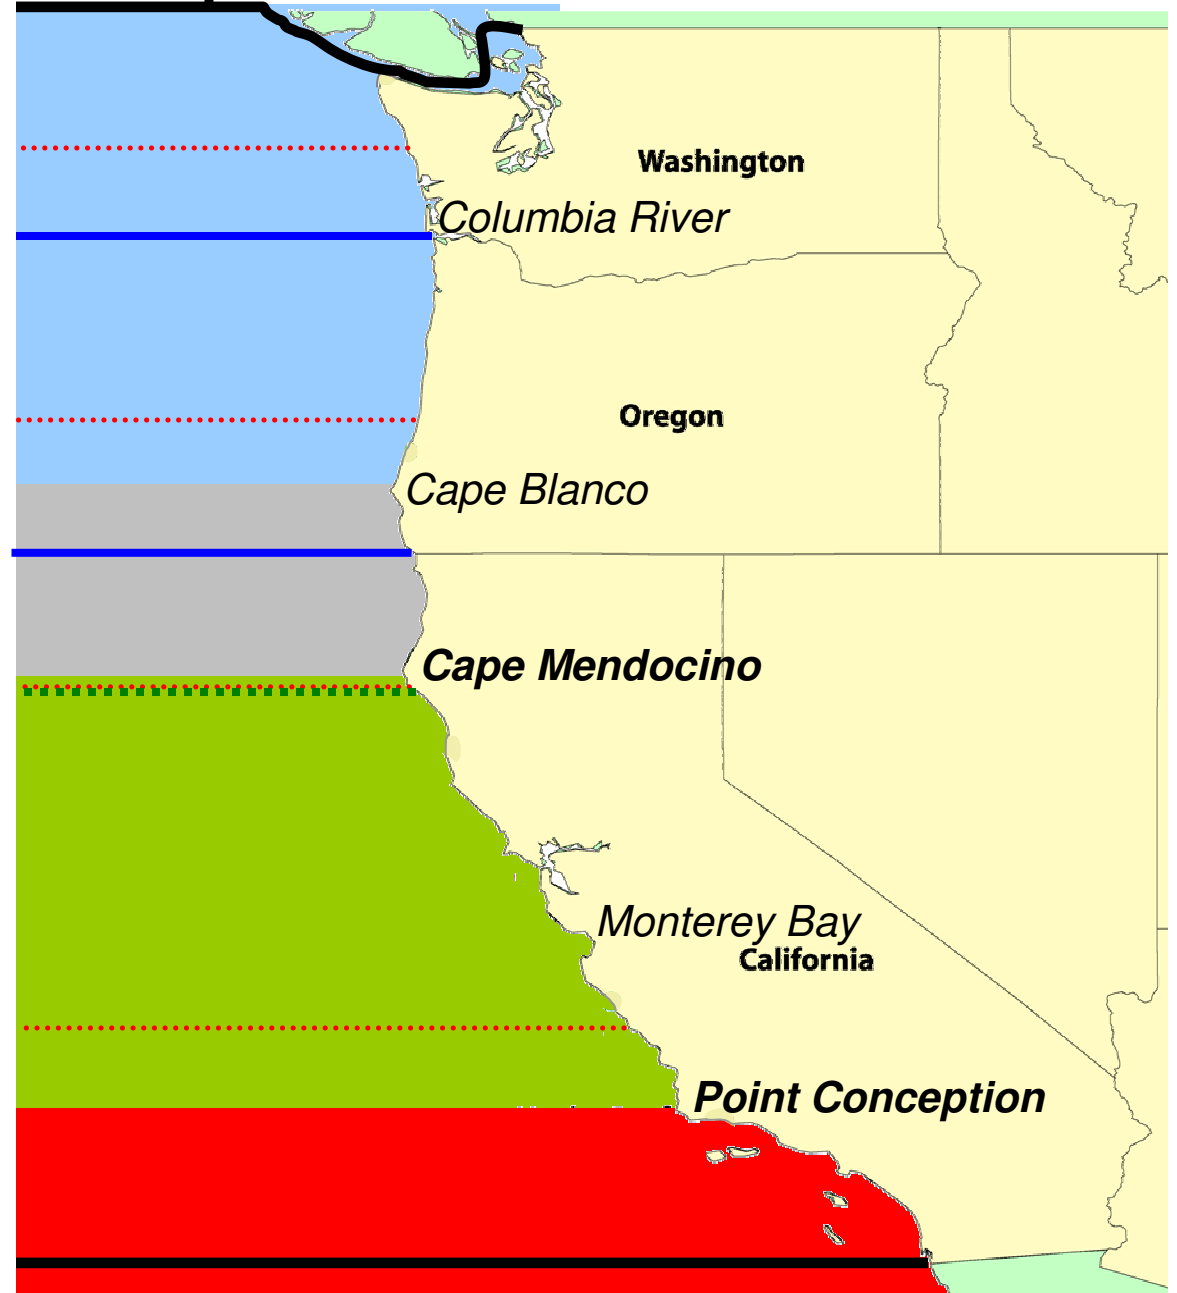 Washington
Columbia River
Oregon
Cape Blanco
Cape Mendocino
Monterey Bay
California
Point Conception